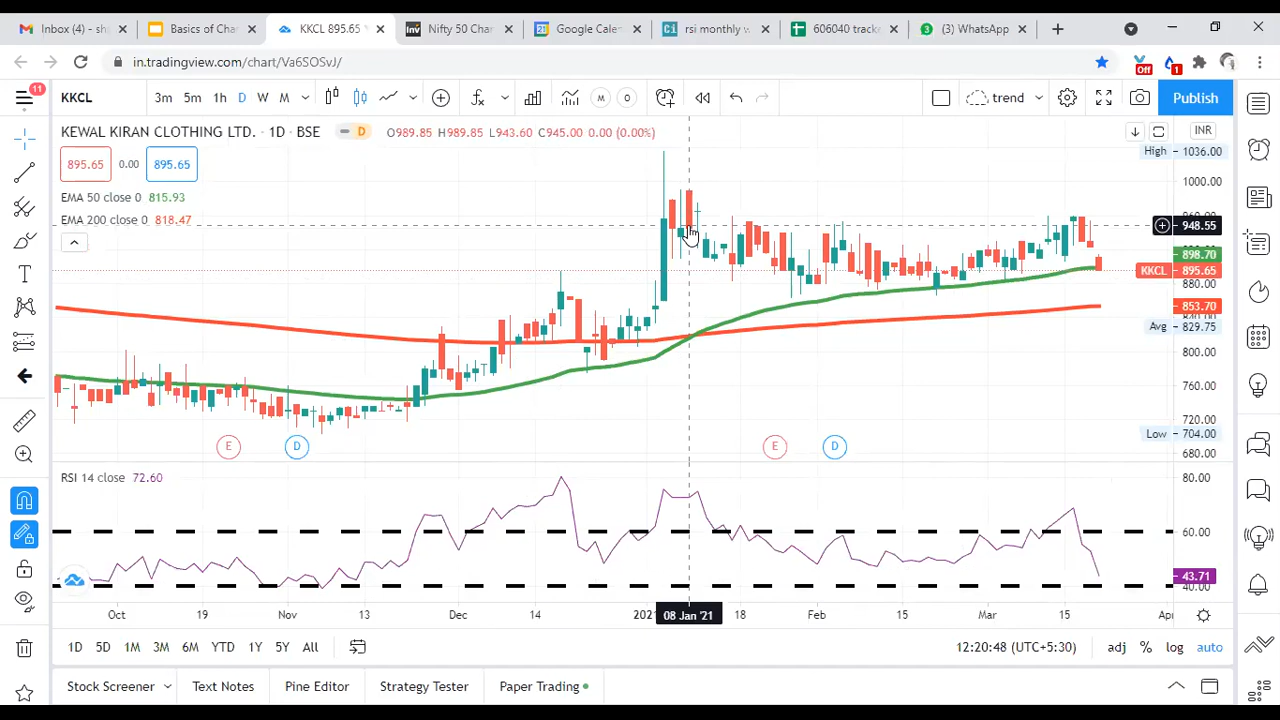 Inbox (4) - sh
Basics of Cha
KKCL 895.65
Nifty 50 Char
Google Cale
rsi monthly w
606040 trackr
3 (3) WhatsApp
in.tradingview.com/chart/Va6SOSvJ/
Off 1
11 KKCL 3m 5m 1h D W M M O trend Publish
KEWAL KIRAN CLOTHING LTD. · 1D · BSE D O989.85 H989.85 L943.60 C945.00 0.00 (0.00%) INR
895.65 0.00 895.65
EMA 50 close 0 815.93
EMA 200 close 0 818.47
High 1036.00
1000.00
948.55
898.70
KKCL 895.65
880.00
853.70
Avg 829.75
800.00
760.00
720.00
Low 704.00
680.00
E D E D
RSI 14 close 72.60
80.00
60.00
43.71
40.00
Oct 19 Nov 13 Dec 14 2021 08 Jan '21 18 Feb 15 Mar 15 Ap
1D 5D 1M 3M 6M YTD 1Y 5Y All 12:20:48 (UTC+5:30) adj % log auto
Stock Screener Text Notes Pine Editor Strategy Tester Paper Trading